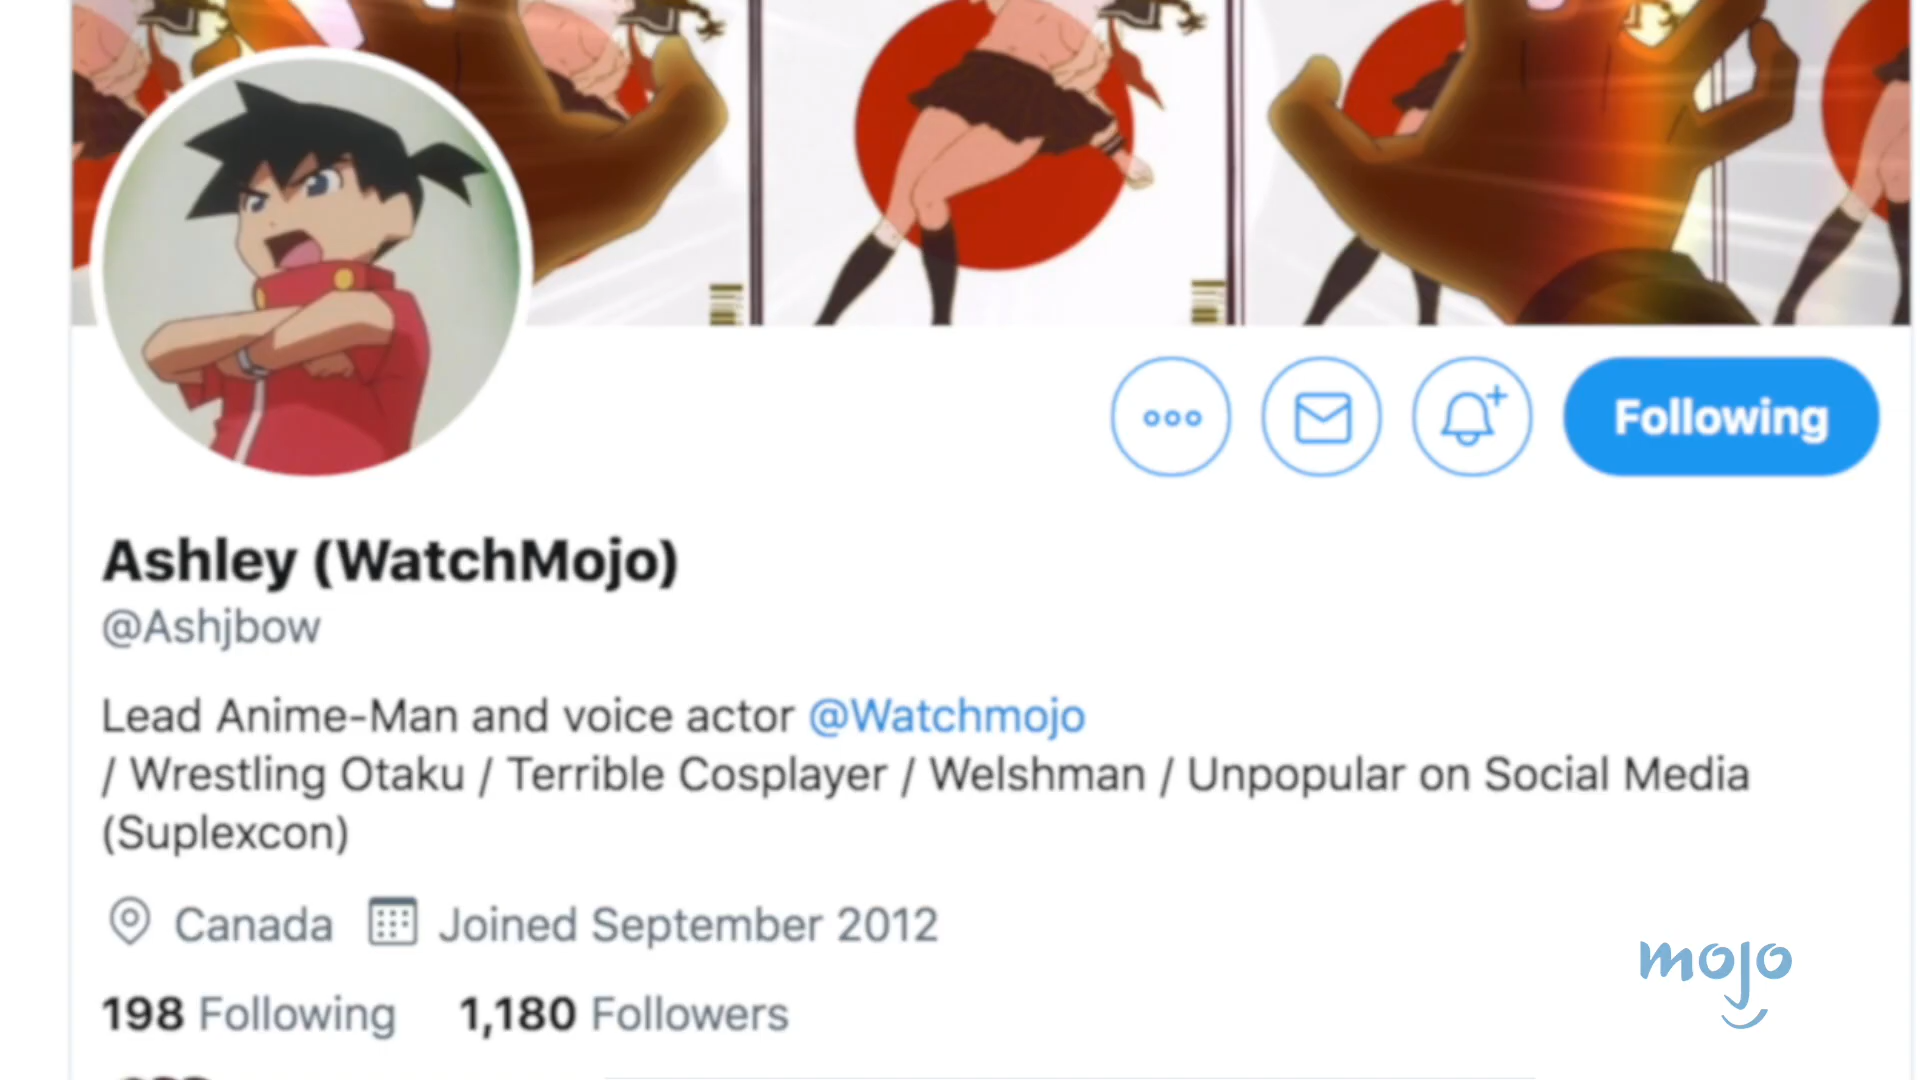 Following
Ashley (WatchMojo)
@Ashjbow
Lead Anime-Man and voice actor @Watchmojo
/ Wrestling Otaku / Terrible Cosplayer / Welshman / Unpopular on Social Media
(Suplexcon)
Canada Joined September 2012
198 Following 1,180 Followers
mojo